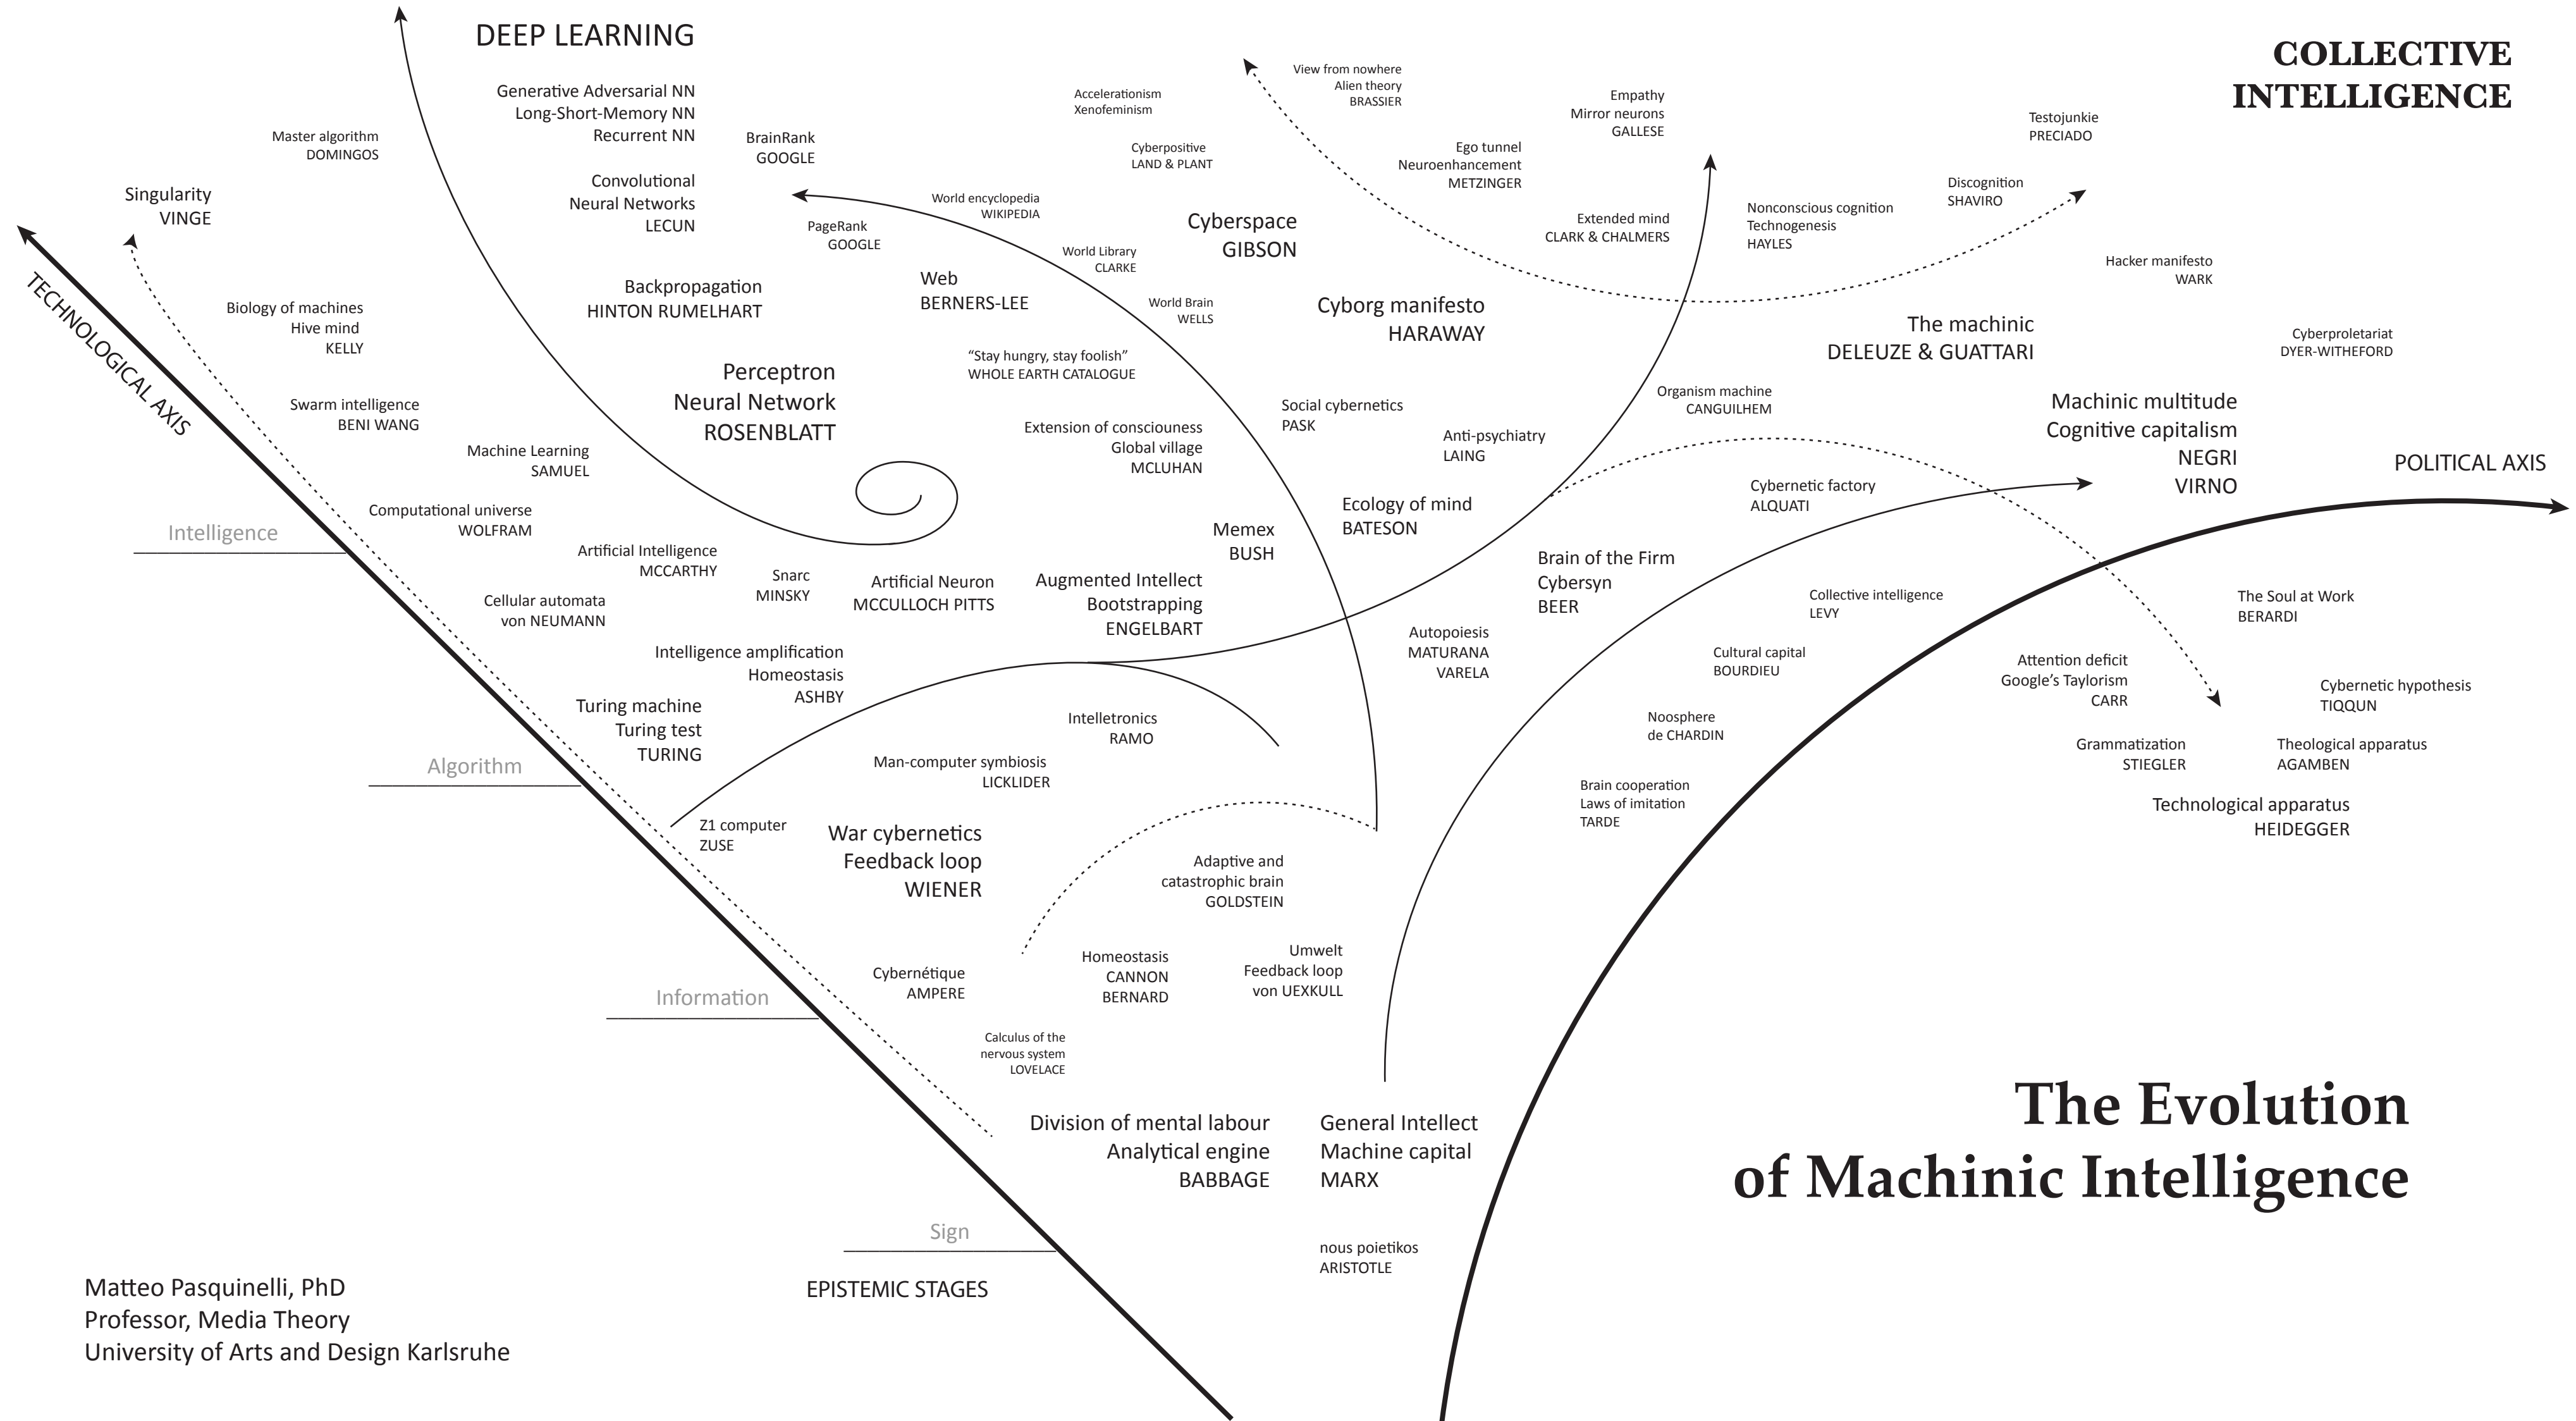 DEEP LEARNING
COLLECTIVE
INTELLIGENCE
Generative Adversarial NN
Long-Short-Memory NN
Recurrent NN
Master algorithm
DOMINGOS
BrainRank
GOOGLE
Accelerationism
Xenofeminism
View from nowhere
Alien theory
BRASSIER
Empathy
Mirror neurons
GALLESE
Testojunkie
PRECIADO
Cyberpositive
LAND & PLANT
Ego tunnel
Neuroenhancement
METZINGER
Singularity
VINGE
Convolutional
Neural Networks
LECUN
World encyclopedia
WIKIPEDIA
PageRank
GOOGLE
Cyberspace
GIBSON
Extended mind
CLARK & CHALMERS
Nonconscious cognition
Technogenesis
HAYLES
Discognition
SHAVIRO
World Library
CLARKE
Hacker manifesto
WARK
TECHNOLOGICAL AXIS
Biology of machines
Hive mind
KELLY
Backpropagation
HINTON RUMELHART
Web
BERNERS-LEE
World Brain
WELLS
Cyborg manifesto
HARAWAY
The machinic
DELEUZE & GUATTARI
Cyberproletariat
DYER-WITHEFORD
Perceptron
Neural Network
ROSENBLATT
“Stay hungry, stay foolish”
WHOLE EARTH CATALOGUE
Organism machine
CANGUILHEM
Swarm intelligence
BENI WANG
Social cybernetics
PASK
Machinic multitude
Cognitive capitalism
NEGRI
VIRNO
POLITICAL AXIS
Machine Learning
SAMUEL
Extension of consciouness
Global village
MCLUHAN
Anti-psychiatry
LAING
Computational universe
WOLFRAM
Ecology of mind
BATESON
Cybernetic factory
ALQUATI
Intelligence
Artificial Intelligence
MCCARTHY
Snarc
MINSKY
Artificial Neuron
MCCULLOCH PITTS
Memex
BUSH
Augmented Intellect
Bootstrapping
ENGELBART
Brain of the Firm
Cybersyn
BEER
Collective intelligence
LEVY
The Soul at Work
BERARDI
Cellular automata
von NEUMANN
Intelligence amplification
Homeostasis
ASHBY
Autopoiesis
MATURANA
VARELA
Cultural capital
BOURDIEU
Attention deficit
Google’s Taylorism
CARR
Cybernetic hypothesis
TIQQUN
Turing machine
Turing test
TURING
Intelletronics
RAMO
Noosphere
de CHARDIN
Grammatization
STIEGLER
Theological apparatus
AGAMBEN
Algorithm
Man-computer symbiosis
LICKLIDER
Brain cooperation
Laws of imitation
TARDE
Technological apparatus
HEIDEGGER
Z1 computer
ZUSE
War cybernetics
Feedback loop
WIENER
Adaptive and
catastrophic brain
GOLDSTEIN
Information
Cybernétique
AMPERE
Homeostasis
CANNON
BERNARD
Umwelt
Feedback loop
von UEXKULL
Calculus of the
nervous system
LOVELACE
Division of mental labour
Analytical engine
BABBAGE
General Intellect
Machine capital
MARX
The Evolution
of Machinic Intelligence
Sign
nous poietikos
ARISTOTLE
EPISTEMIC STAGES
Matteo Pasquinelli, PhD
Professor, Media Theory
University of Arts and Design Karlsruhe